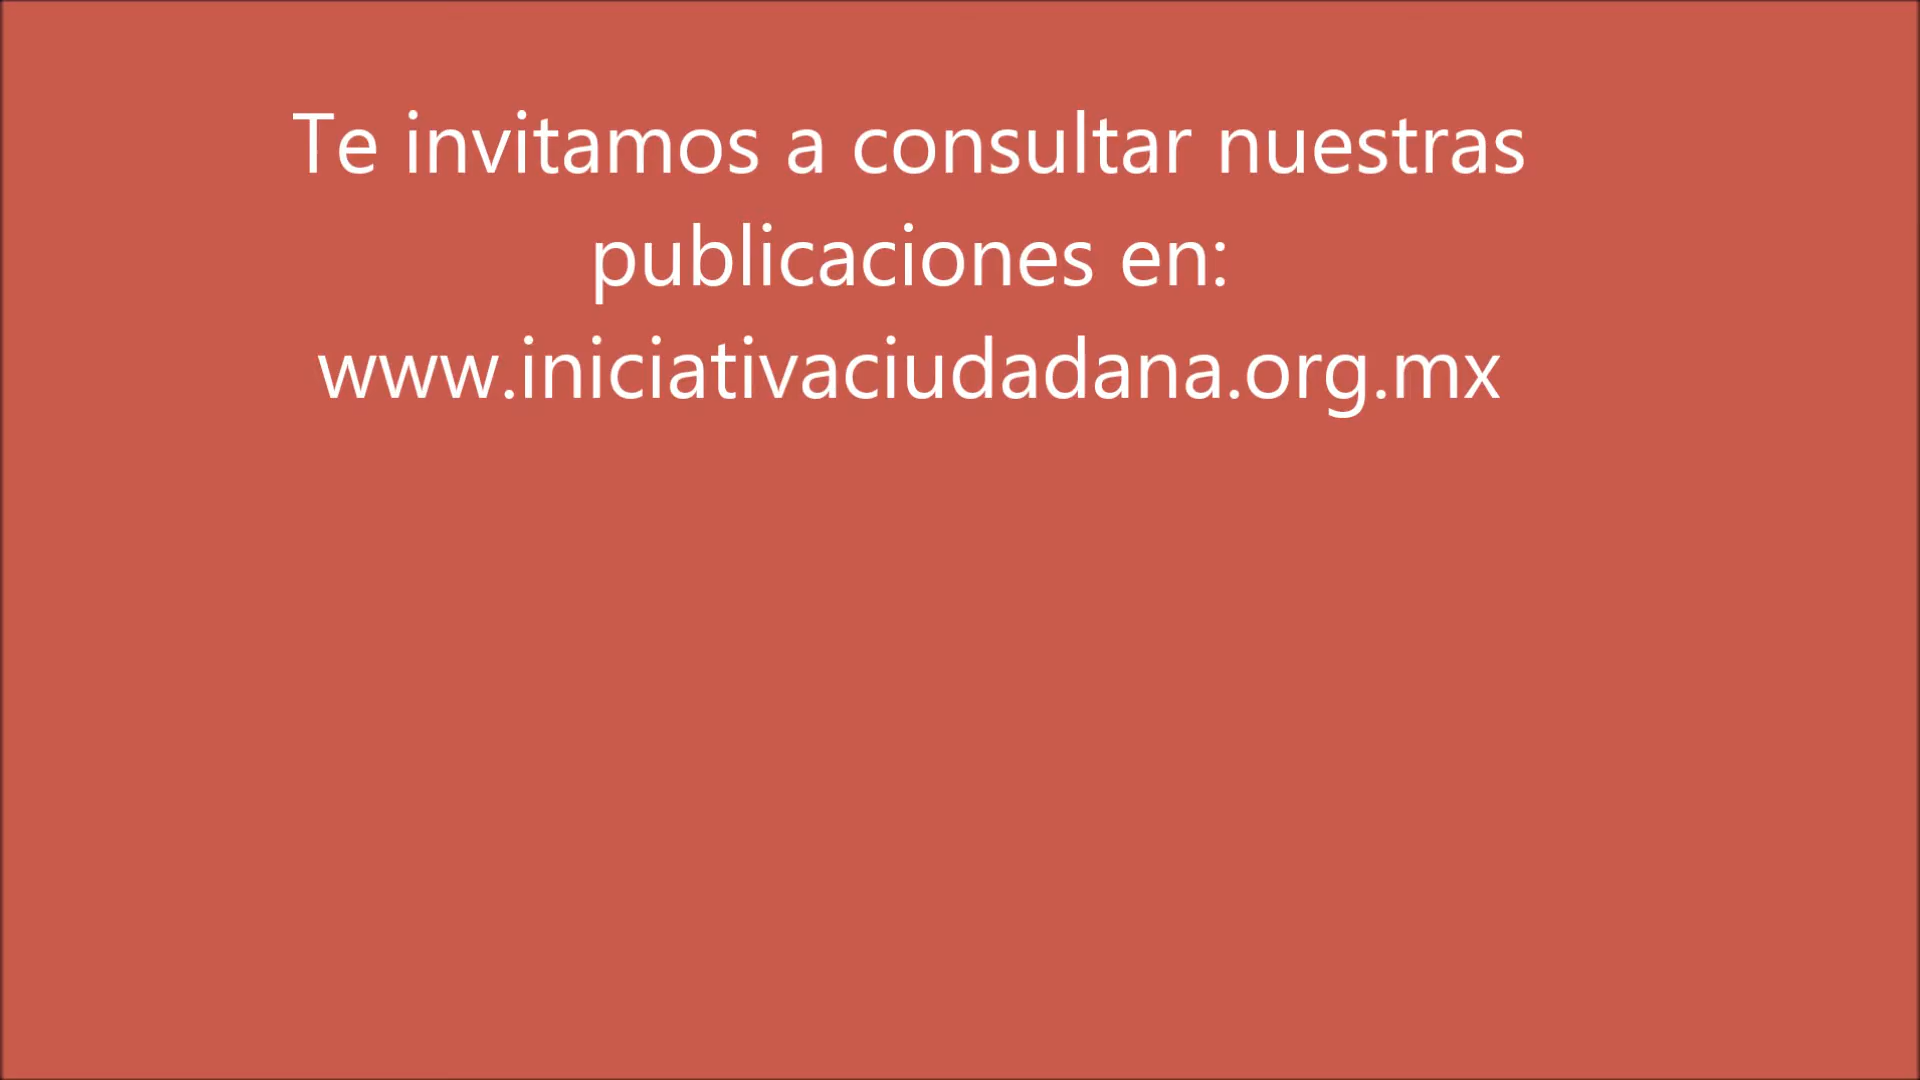 Te invitamos a consultar nuestras
publicaciones en:
www.iniciativaciudadana.org.mx